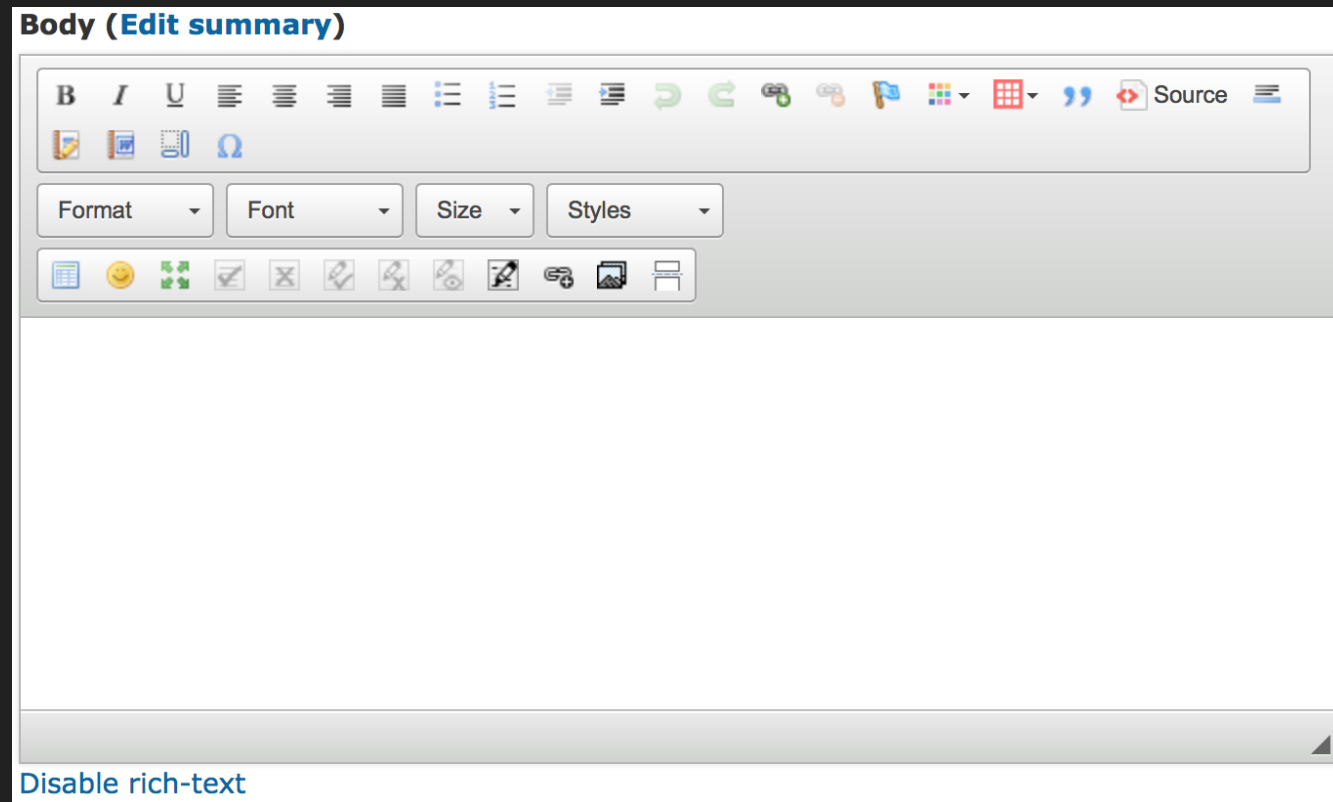 Body (Edit summary)
B I U Source
Ω
Format Font Size Styles
Disable rich-text